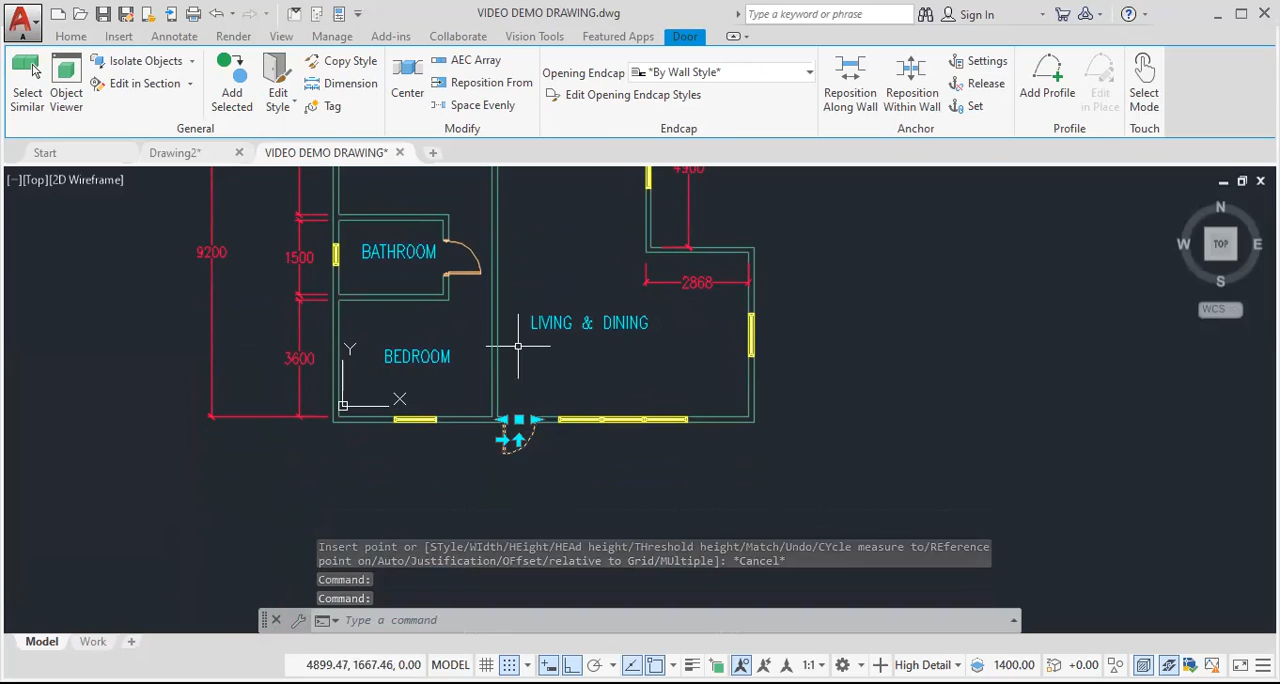 VIDEO DEMO DRAWING.dwg
Type a keyword or phrase
Sign In
Home Insert Annotate Render View Manage Add-ins Collaborate Vision Tools Featured Apps Door
Select Similar
Object Viewer
Isolate Objects
Edit in Section
Add Selected
Edit Style
Copy Style
Dimension
Tag
General
Center
AEC Array
Reposition From
Space Evenly
Modify
Opening Endcap *By Wall Style*
Edit Opening Endcap Styles
Endcap
Reposition Along Wall
Reposition Within Wall
Settings
Release
Set
Anchor
Add Profile
Edit in Place
Profile
Select Mode
Touch
Start Drawing2* VIDEO DEMO DRAWING*
[−][Top][2D Wireframe]
4900
N
W TOP E
S
WCS
9200
1500
BATHROOM
2868
LIVING & DINING
3600
BEDROOM
Y
X
Insert point or [STyle/WIdth/HEight/HEAd height/THreshold height/Match/Undo/CYcle measure to/REference
point on/Auto/Justification/OFfset/relative to Grid/MUltiple]: *Cancel*
Command:
Command:
Type a command
Model Work
4899.47, 1667.46, 0.00 MODEL 1:1 High Detail 1400.00 +0.00